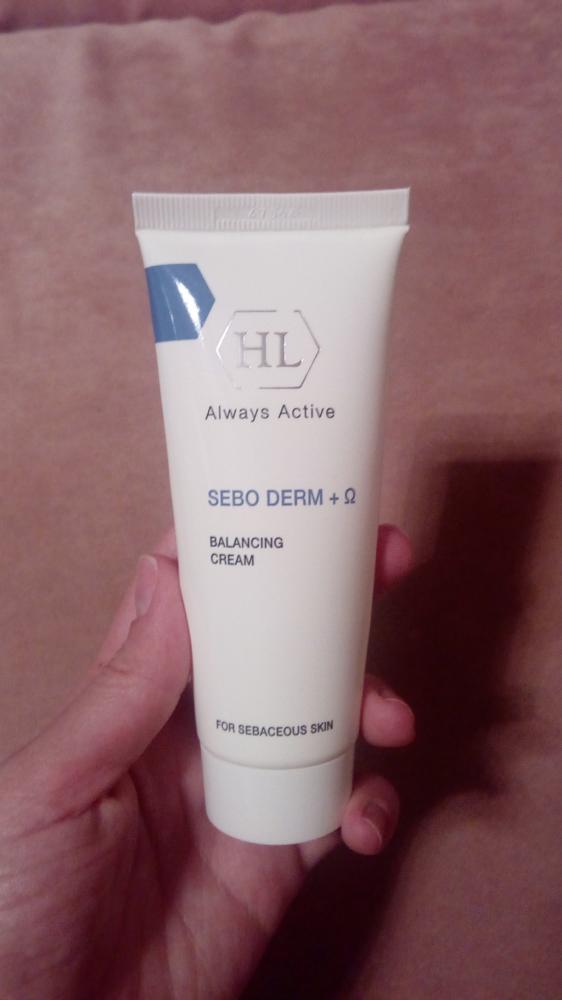 HL
Always Active
SEBO DERM + Ω
BALANCING
CREAM
FOR SEBACEOUS SKIN